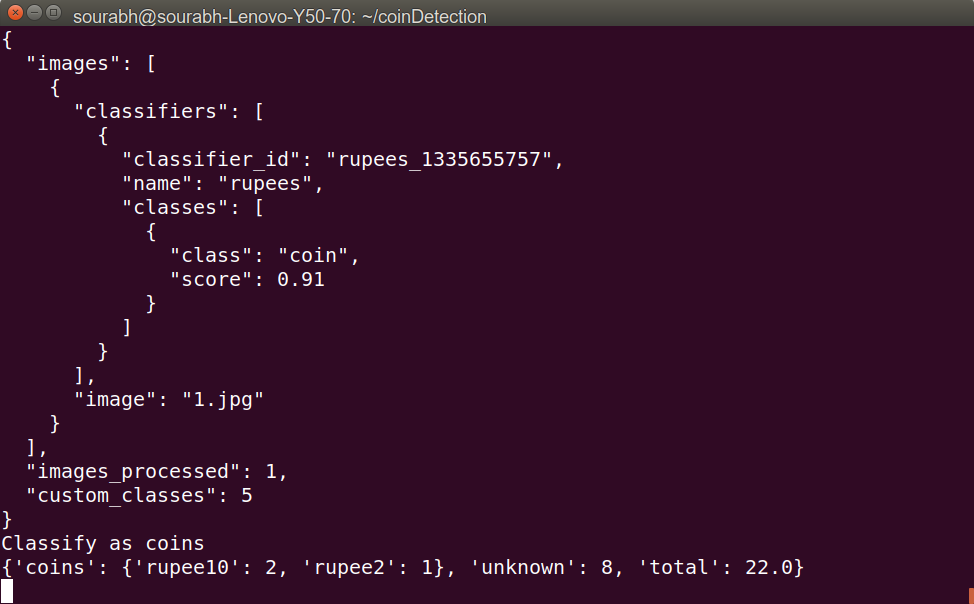 sourabh@sourabh-Lenovo-Y50-70: ~/coinDetection
{
  "images": [
    {
      "classifiers": [
        {
          "classifier_id": "rupees_1335655757",
          "name": "rupees",
          "classes": [
            {
              "class": "coin",
              "score": 0.91
            }
          ]
        }
      ],
      "image": "1.jpg"
    }
  ],
  "images_processed": 1,
  "custom_classes": 5
}
Classify as coins
{'coins': {'rupee10': 2, 'rupee2': 1}, 'unknown': 8, 'total': 22.0}